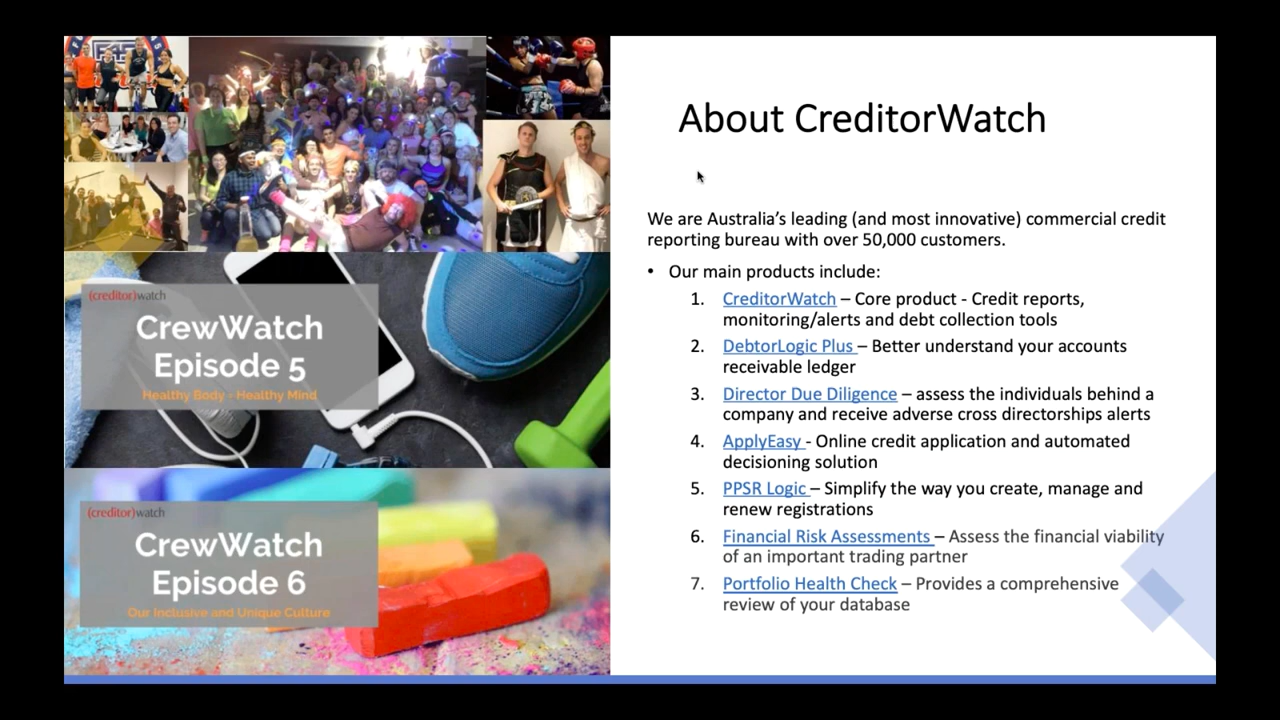 F45
About CreditorWatch
We are Australia's leading (and most innovative) commercial credit
reporting bureau with over 50,000 customers.
• Our main products include:
1. CreditorWatch – Core product - Credit reports,
monitoring/alerts and debt collection tools
2. DebtorLogic Plus – Better understand your accounts
receivable ledger
3. Director Due Diligence – assess the individuals behind a
company and receive adverse cross directorships alerts
4. ApplyEasy - Online credit application and automated
decisioning solution
5. PPSR Logic – Simplify the way you create, manage and
renew registrations
6. Financial Risk Assessments – Assess the financial viability
of an important trading partner
7. Portfolio Health Check – Provides a comprehensive
review of your database
(creditor)watch
CrewWatch
Episode 5
Healthy Body - Healthy Mind
(creditor)watch
CrewWatch
Episode 6
Our Inclusive and Unique Culture